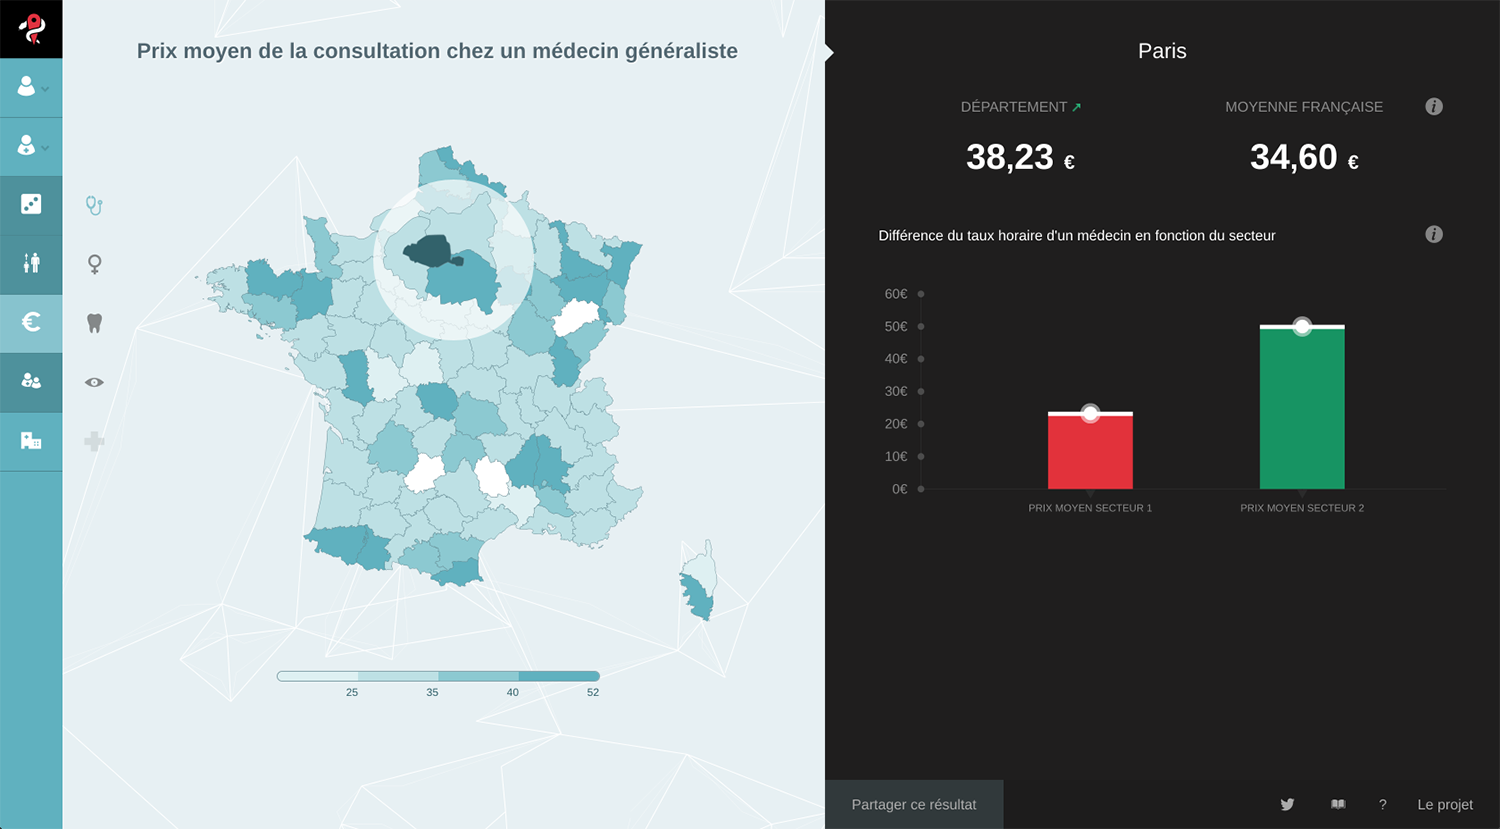 Prix moyen de la consultation chez un médecin généraliste
25 35 40 52
Paris
DÉPARTEMENT ↗ MOYENNE FRANÇAISE i
38,23 € 34,60 €
Différence du taux horaire d'un médecin en fonction du secteur i
60€
50€
40€
30€
20€
10€
0€
PRIX MOYEN SECTEUR 1 PRIX MOYEN SECTEUR 2
Partager ce résultat ? Le projet